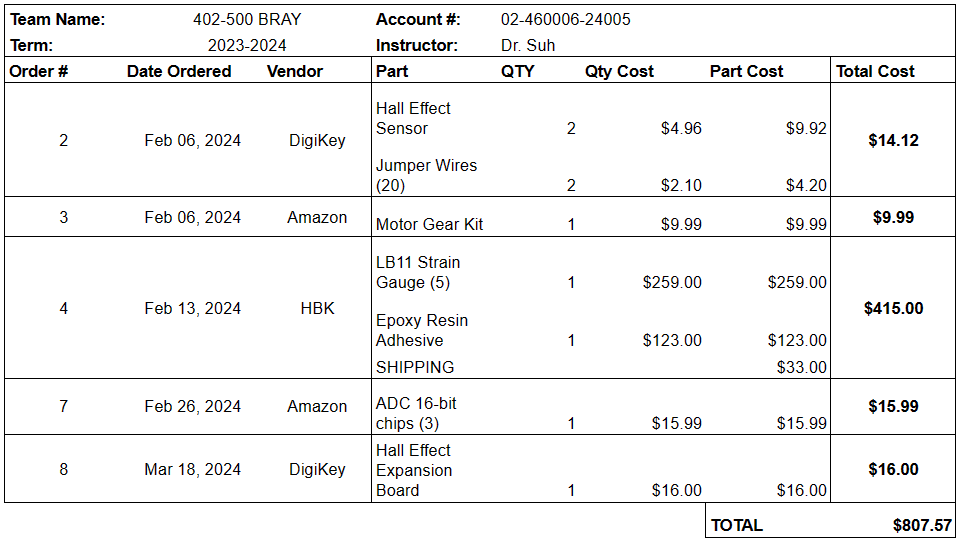 Team Name: 402-500 BRAY Account #: 02-460006-24005
Term: 2023-2024 Instructor: Dr. Suh
Order # Date Ordered Vendor Part QTY Qty Cost Part Cost Total Cost
2 Feb 06, 2024 DigiKey $14.12
Hall Effect
Sensor 2 $4.96 $9.92
Jumper Wires
(20) 2 $2.10 $4.20
3 Feb 06, 2024 Amazon Motor Gear Kit 1 $9.99 $9.99 $9.99
4 Feb 13, 2024 HBK $415.00
LB11 Strain
Gauge (5) 1 $259.00 $259.00
Epoxy Resin
Adhesive 1 $123.00 $123.00
SHIPPING $33.00
7 Feb 26, 2024 Amazon $15.99
ADC 16-bit
chips (3) 1 $15.99 $15.99
8 Mar 18, 2024 DigiKey $16.00
Hall Effect
Expansion
Board 1 $16.00 $16.00
TOTAL $807.57